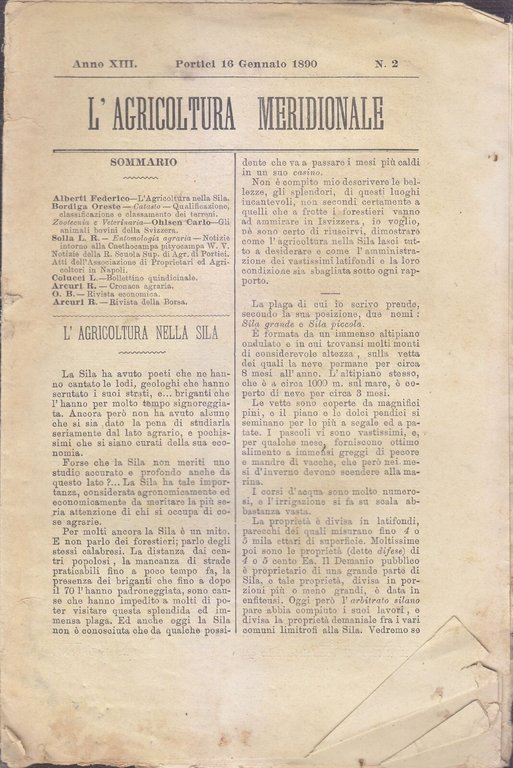 Anno XIII. Portici 16 Gennaio 1890 N. 2
L' AGRICOLTURA MERIDIONALE
SOMMARIO
Alberti Federico—L'Agricoltura nella Sila.
Bordiga Oreste — Catasto — Qualificazione,
classificazione e classamento dei terreni.
Zootecnia e Veterinaria—Ohlsen Carlo—Gli
animali bovini della Svizzera.
Solla L. R. — Entomologia agraria — Notizie
intorno alla Cnethocampa pityocampa W. V.
Notizie della R. Scuola Sup. di Agr. di Portici.
Atti dell'Associazione di Proprietari ed Agri-
coltori in Napoli.
Colucci L.—Bollettino quindicinale.
Arcuri R. — Cronaca agraria.
O. B.—Rivista economica.
Arcuri R.—Rivista della Borsa.
L' AGRICOLTURA NELLA SILA
La Sila ha avuto poeti che ne han-
no cantato le lodi, geologhi che hanno
scrutato i suoi strati, e... briganti che
l'hanno per molto tempo signoreggia-
ta. Ancora però non ha avuto alcuno
che si sia dato la pena di studiarla
seriamente dal lato agrario, e pochis-
simi che si siano curati della sua eco-
nomia.
Forse che la Sila non meriti uno
studio accurato e profondo anche da
questo lato ?... La Sila ha tale impor-
tanza, considerata agronomicamente ed
economicamente da meritare la più se-
ria attenzione di chi si occupa di co-
se agrarie.
Per molti ancora la Sila è un mito.
E non parlo dei forestieri; parlo degli
stessi calabresi. La distanza dai cen-
tri popolosi , la mancanza di strade
praticabili fino a poco tempo fa, la
presenza dei briganti che fino a dopo
il 70 l'hanno padroneggiata, sono cau-
se che hanno impedito a molti di po-
ter visitare questa splendida ed im-
mensa plaga. Ed anche oggi la Sila
non è conosciuta che da qualche possi-
dente che va a passare i mesi più caldi
in un suo casino.
Non è compito mio descrivere le bel-
lezze, gli splendori, di questi luoghi
incantevoli, non secondi certamente a
quelli che a frotte i forestieri vanno
ad ammirare in Isvizzera, io voglio,
nè sono certo di riuscirvi, dimostrare
come l'agricoltura nella Sila lasci tut-
to a desiderare e come l'amministra-
zione dei vastissimi latifondi e la loro
condizione sia sbagliata sotto ogni rap-
porto.
La plaga di cui io scrivo prende,
secondo la sua posizione, due nomi :
Sila grande e Sila piccola.
È formata da un immenso altipiano
ondulato e in cui trovansi molti monti
di considerevole altezza , sulla vetta
dei quali la neve permane per circa
8 mesi all'anno. L'altipiano stesso,
che è a circa 1000 m. sul mare, è co-
perto di neve per circa 3 mesi.
Le vette sono coperte da magnifici
pini, e il piano e lo dolci pendici si
seminano per lo più a segale ed a pa-
tate. I pascoli vi sono vastissimi, e,
per qualche mese, forniscono ottimo
alimento a immensi greggi di pecore
e mandre di vacche, che però nei me-
si d'inverno devono scendere alla ma-
rina.
I corsi d'acqua sono molto numero-
si, e l'irrigazione si fa su scala ab-
bastanza vasta.
La proprietà è divisa in latifondi,
parecchi dei quali misurano fino 4 o
5 mila ettari di superficie. Moltissime
poi sono le proprietà (dette difese) di
4 o 5 cento Ea. Il Demanio pubblico
è proprietario di una grande parte di
Sila, e tale proprietà, divisa in por-
zioni più o meno grandi, è data in
enfiteusi. Oggi però l'arbitrato silano
pare abbia compiuto i suoi lavori , e
divisa la proprietà demaniale fra i vari
comuni limitrofi alla Sila. Vedremo se